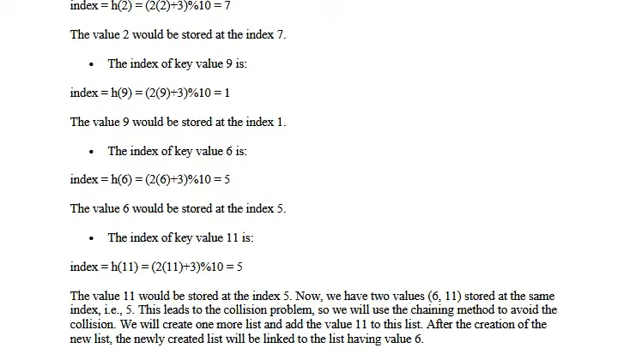 index = h(2) = (2(2)+3)%10 = 7
The value 2 would be stored at the index 7.
• The index of key value 9 is:
index = h(9) = (2(9)+3)%10 = 1
The value 9 would be stored at the index 1.
• The index of key value 6 is:
index = h(6) = (2(6)+3)%10 = 5
The value 6 would be stored at the index 5.
• The index of key value 11 is:
index = h(11) = (2(11)+3)%10 = 5
The value 11 would be stored at the index 5. Now, we have two values (6, 11) stored at the same
index, i.e., 5. This leads to the collision problem, so we will use the chaining method to avoid the
collision. We will create one more list and add the value 11 to this list. After the creation of the
new list, the newly created list will be linked to the list having value 6.